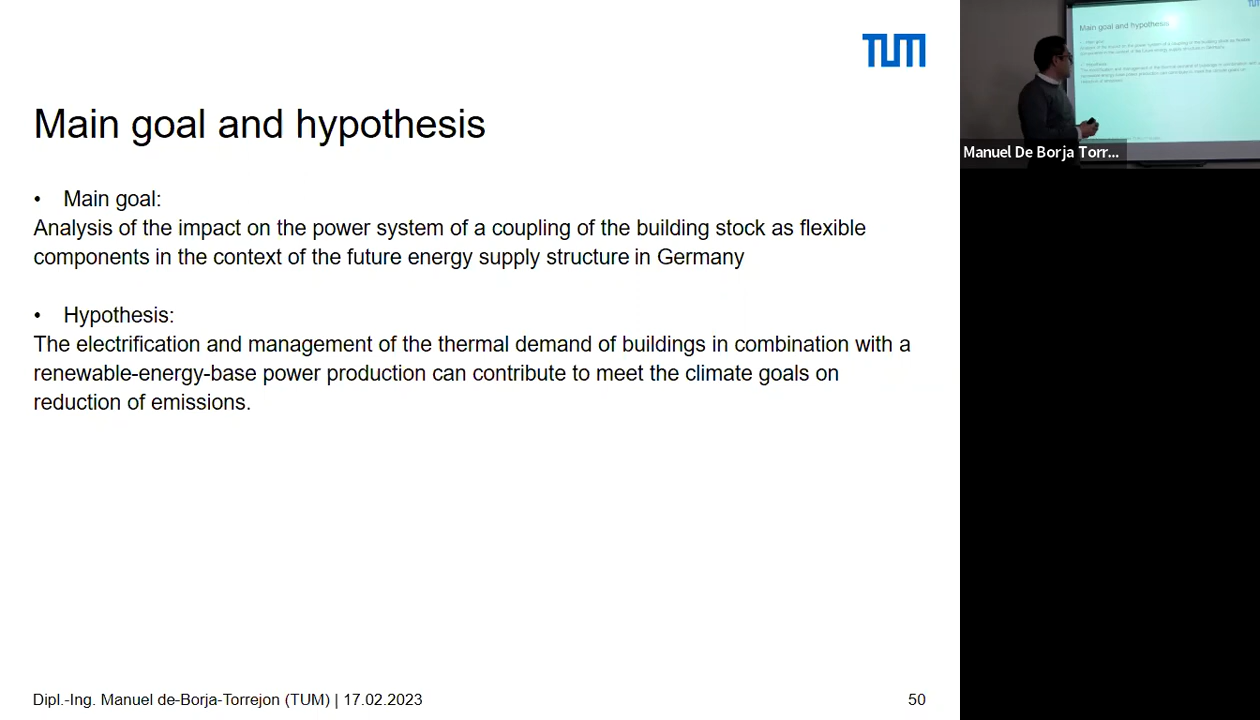 TUM
Main goal and hypothesis
• Main goal:
Analysis of the impact on the power system of a coupling of the building stock as flexible
components in the context of the future energy supply structure in Germany
• Hypothesis:
The electrification and management of the thermal demand of buildings in combination with a
renewable-energy-base power production can contribute to meet the climate goals on
reduction of emissions.
Dipl.-Ing. Manuel de-Borja-Torrejon (TUM) | 17.02.2023
50
TUM
Main goal and hypothesis
Manuel De Borja Torr...